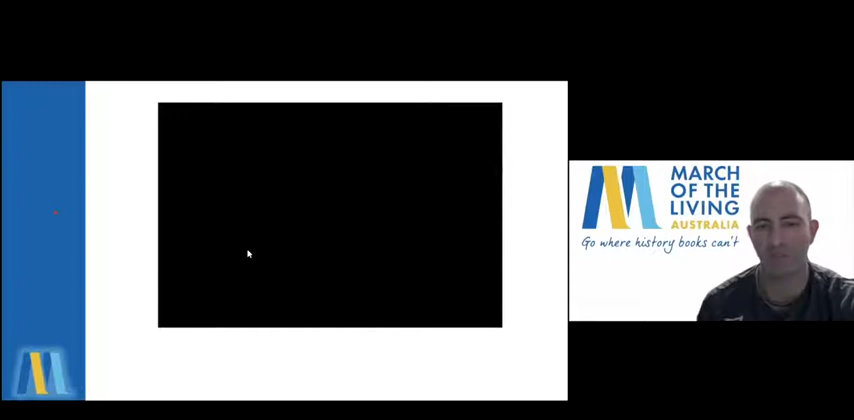 MARCH
OF THE
LIVING
AUSTRALIA
Go where history books can't